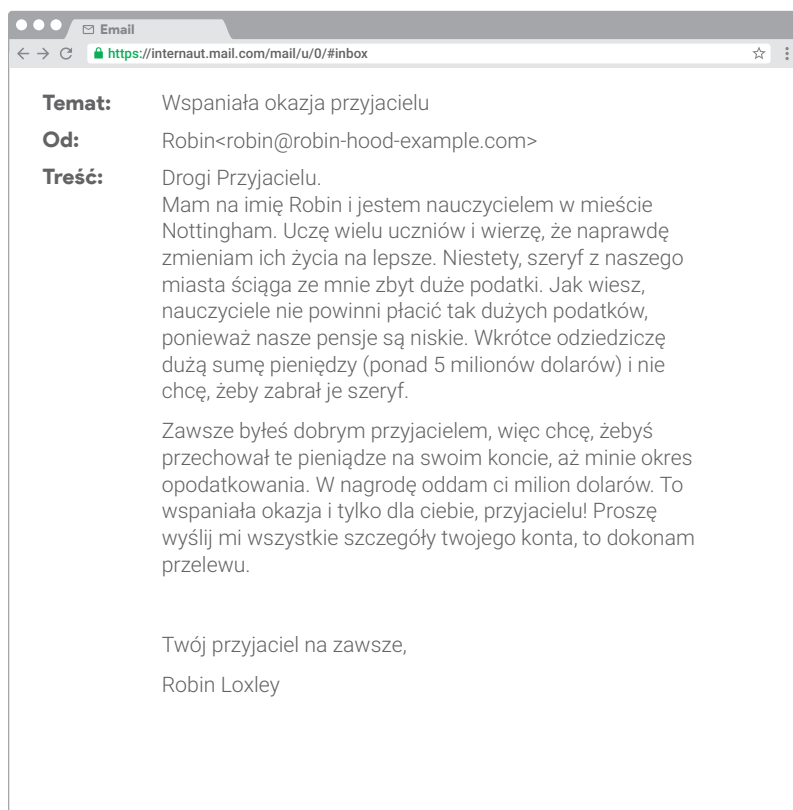 Email
https://internaut.mail.com/mail/u/0/#inbox
Temat: Wspaniała okazja przyjacielu
Od: Robin<robin@robin-hood-example.com>
Treść: Drogi Przyjacielu.
Mam na imię Robin i jestem nauczycielem w mieście
Nottingham. Uczę wielu uczniów i wierzę, że naprawdę
zmieniam ich życia na lepsze. Niestety, szeryf z naszego
miasta ściąga ze mnie zbyt duże podatki. Jak wiesz,
nauczyciele nie powinni płacić tak dużych podatków,
ponieważ nasze pensje są niskie. Wkrótce odziedziczę
dużą sumę pieniędzy (ponad 5 milionów dolarów) i nie
chcę, żeby zabrał je szeryf.
Zawsze byłeś dobrym przyjacielem, więc chcę, żebyś
przechował te pieniądze na swoim koncie, aż minie okres
opodatkowania. W nagrodę oddam ci milion dolarów. To
wspaniała okazja i tylko dla ciebie, przyjacielu! Proszę
wyślij mi wszystkie szczegóły twojego konta, to dokonam
przelewu.
Twój przyjaciel na zawsze,
Robin Loxley